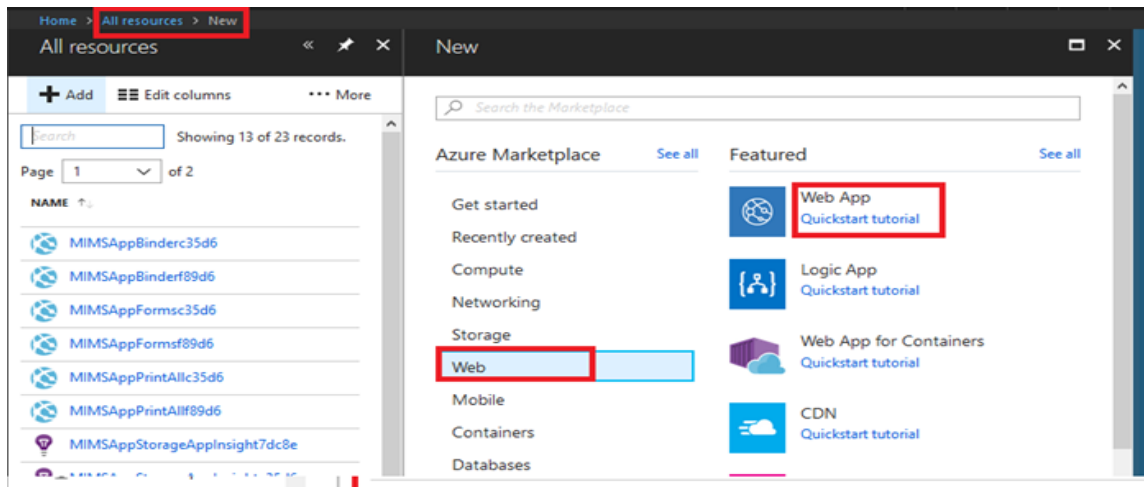 Home > All resources > New
All resources
+ Add
Edit columns
... More
Search
Showing 13 of 23 records.
Page 1 of 2
NAME
MIMSAppBinderc35d6
MIMSAppBinderf89d6
MIMSAppFormsc35d6
MIMSAppFormsf89d6
MIMSAppPrintAllc35d6
MIMSAppPrintAllf89d6
MIMSAppStorageAppInsight7dc8e
New
Search the Marketplace
Azure Marketplace
See all
Get started
Recently created
Compute
Networking
Storage
Web
Mobile
Containers
Databases
Featured
See all
Web App
Quickstart tutorial
Logic App
Quickstart tutorial
Web App for Containers
Quickstart tutorial
CDN
Quickstart tutorial